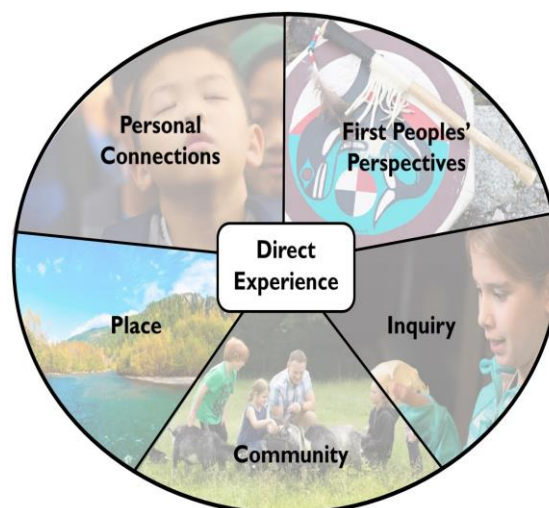 Personal
Connections
First Peoples'
Perspectives
Direct
Experience
Place
Inquiry
Community